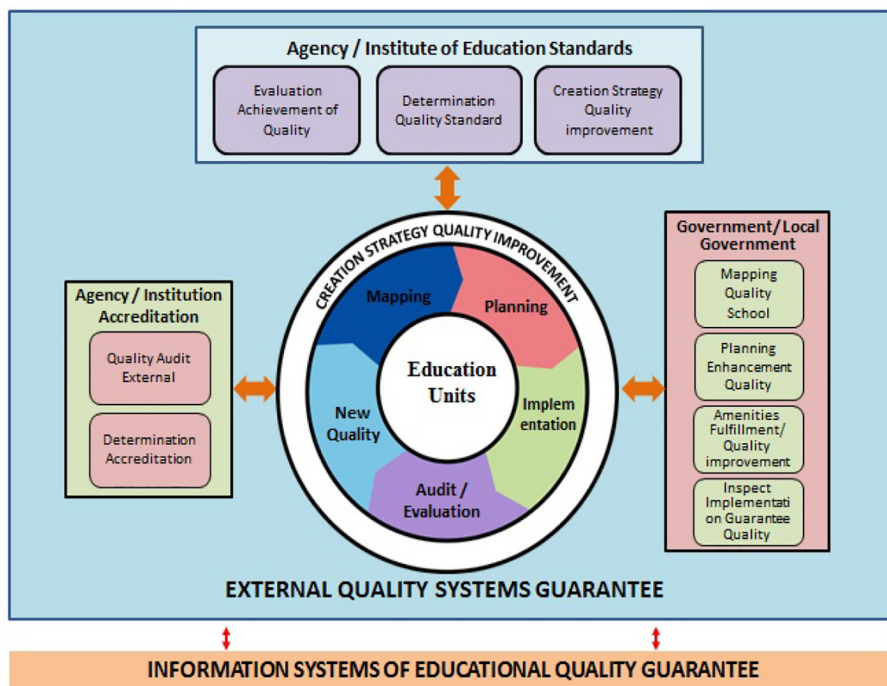 Agency / Institute of Education Standards
Evaluation
Achievement of
Quality
Determination
Quality Standard
Creation Strategy
Quality
improvement
CREATION STRATEGY QUALITY IMPROVEMENT
Mapping
Planning
Implem
entation
Audit /
Evaluation
New
Quality
Education
Units
Agency / Institution
Accreditation
Quality Audit
External
Determination
Accreditation
Government/ Local
Government
Mapping
Quality
School
Planning
Enhancement
Quality
Amenities
Fulfillment/
Quality
improvement
Inspect
Implementati
on Guarantee
Quality
EXTERNAL QUALITY SYSTEMS GUARANTEE
INFORMATION SYSTEMS OF EDUCATIONAL QUALITY GUARANTEE